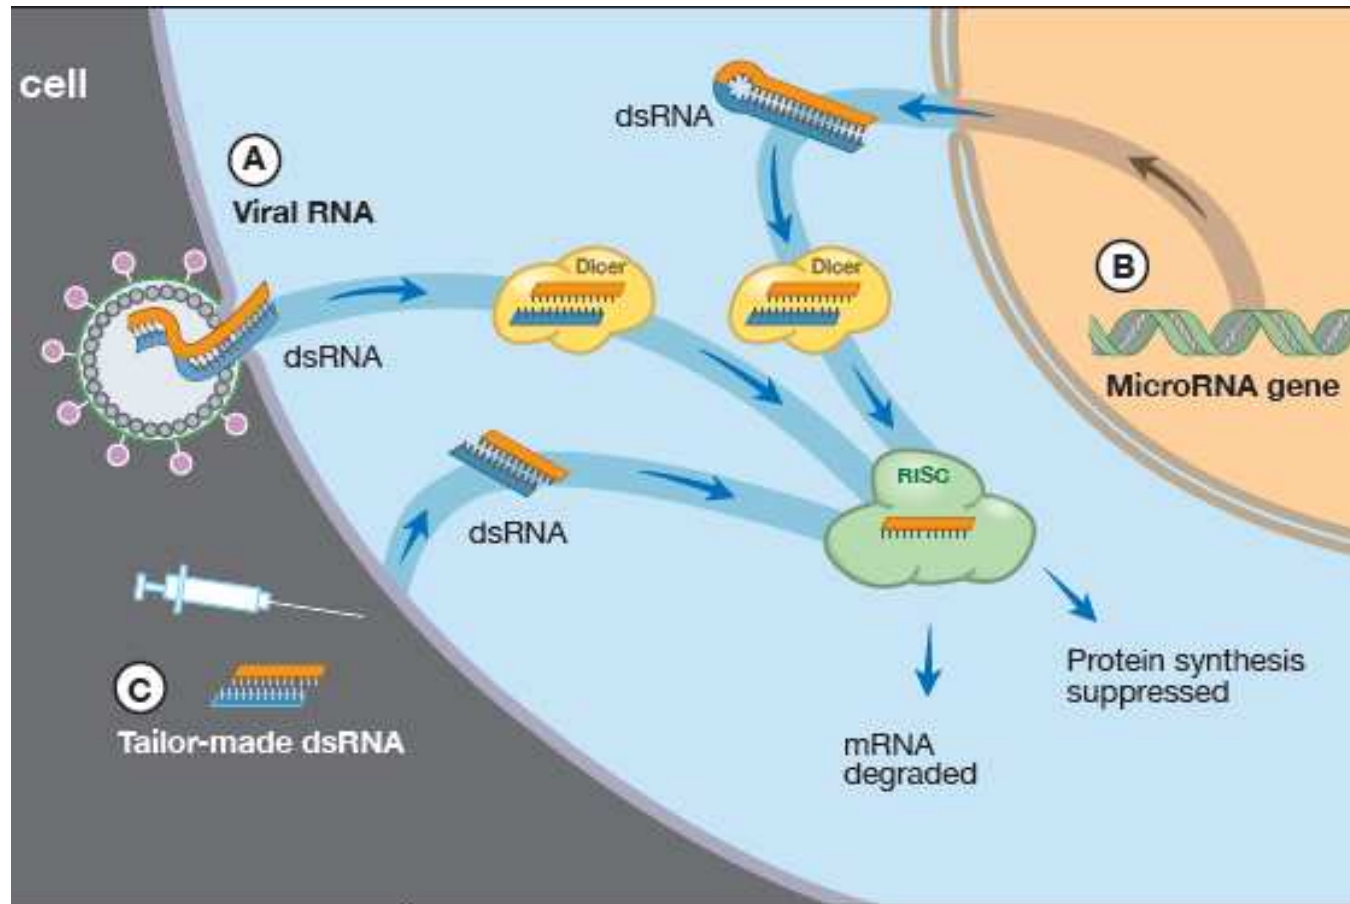 cell
A
Viral RNA
dsRNA
Dicer
dsRNA
Dicer
B
MicroRNA gene
dsRNA
RISC
C
Tailor-made dsRNA
mRNA
degraded
Protein synthesis
suppressed